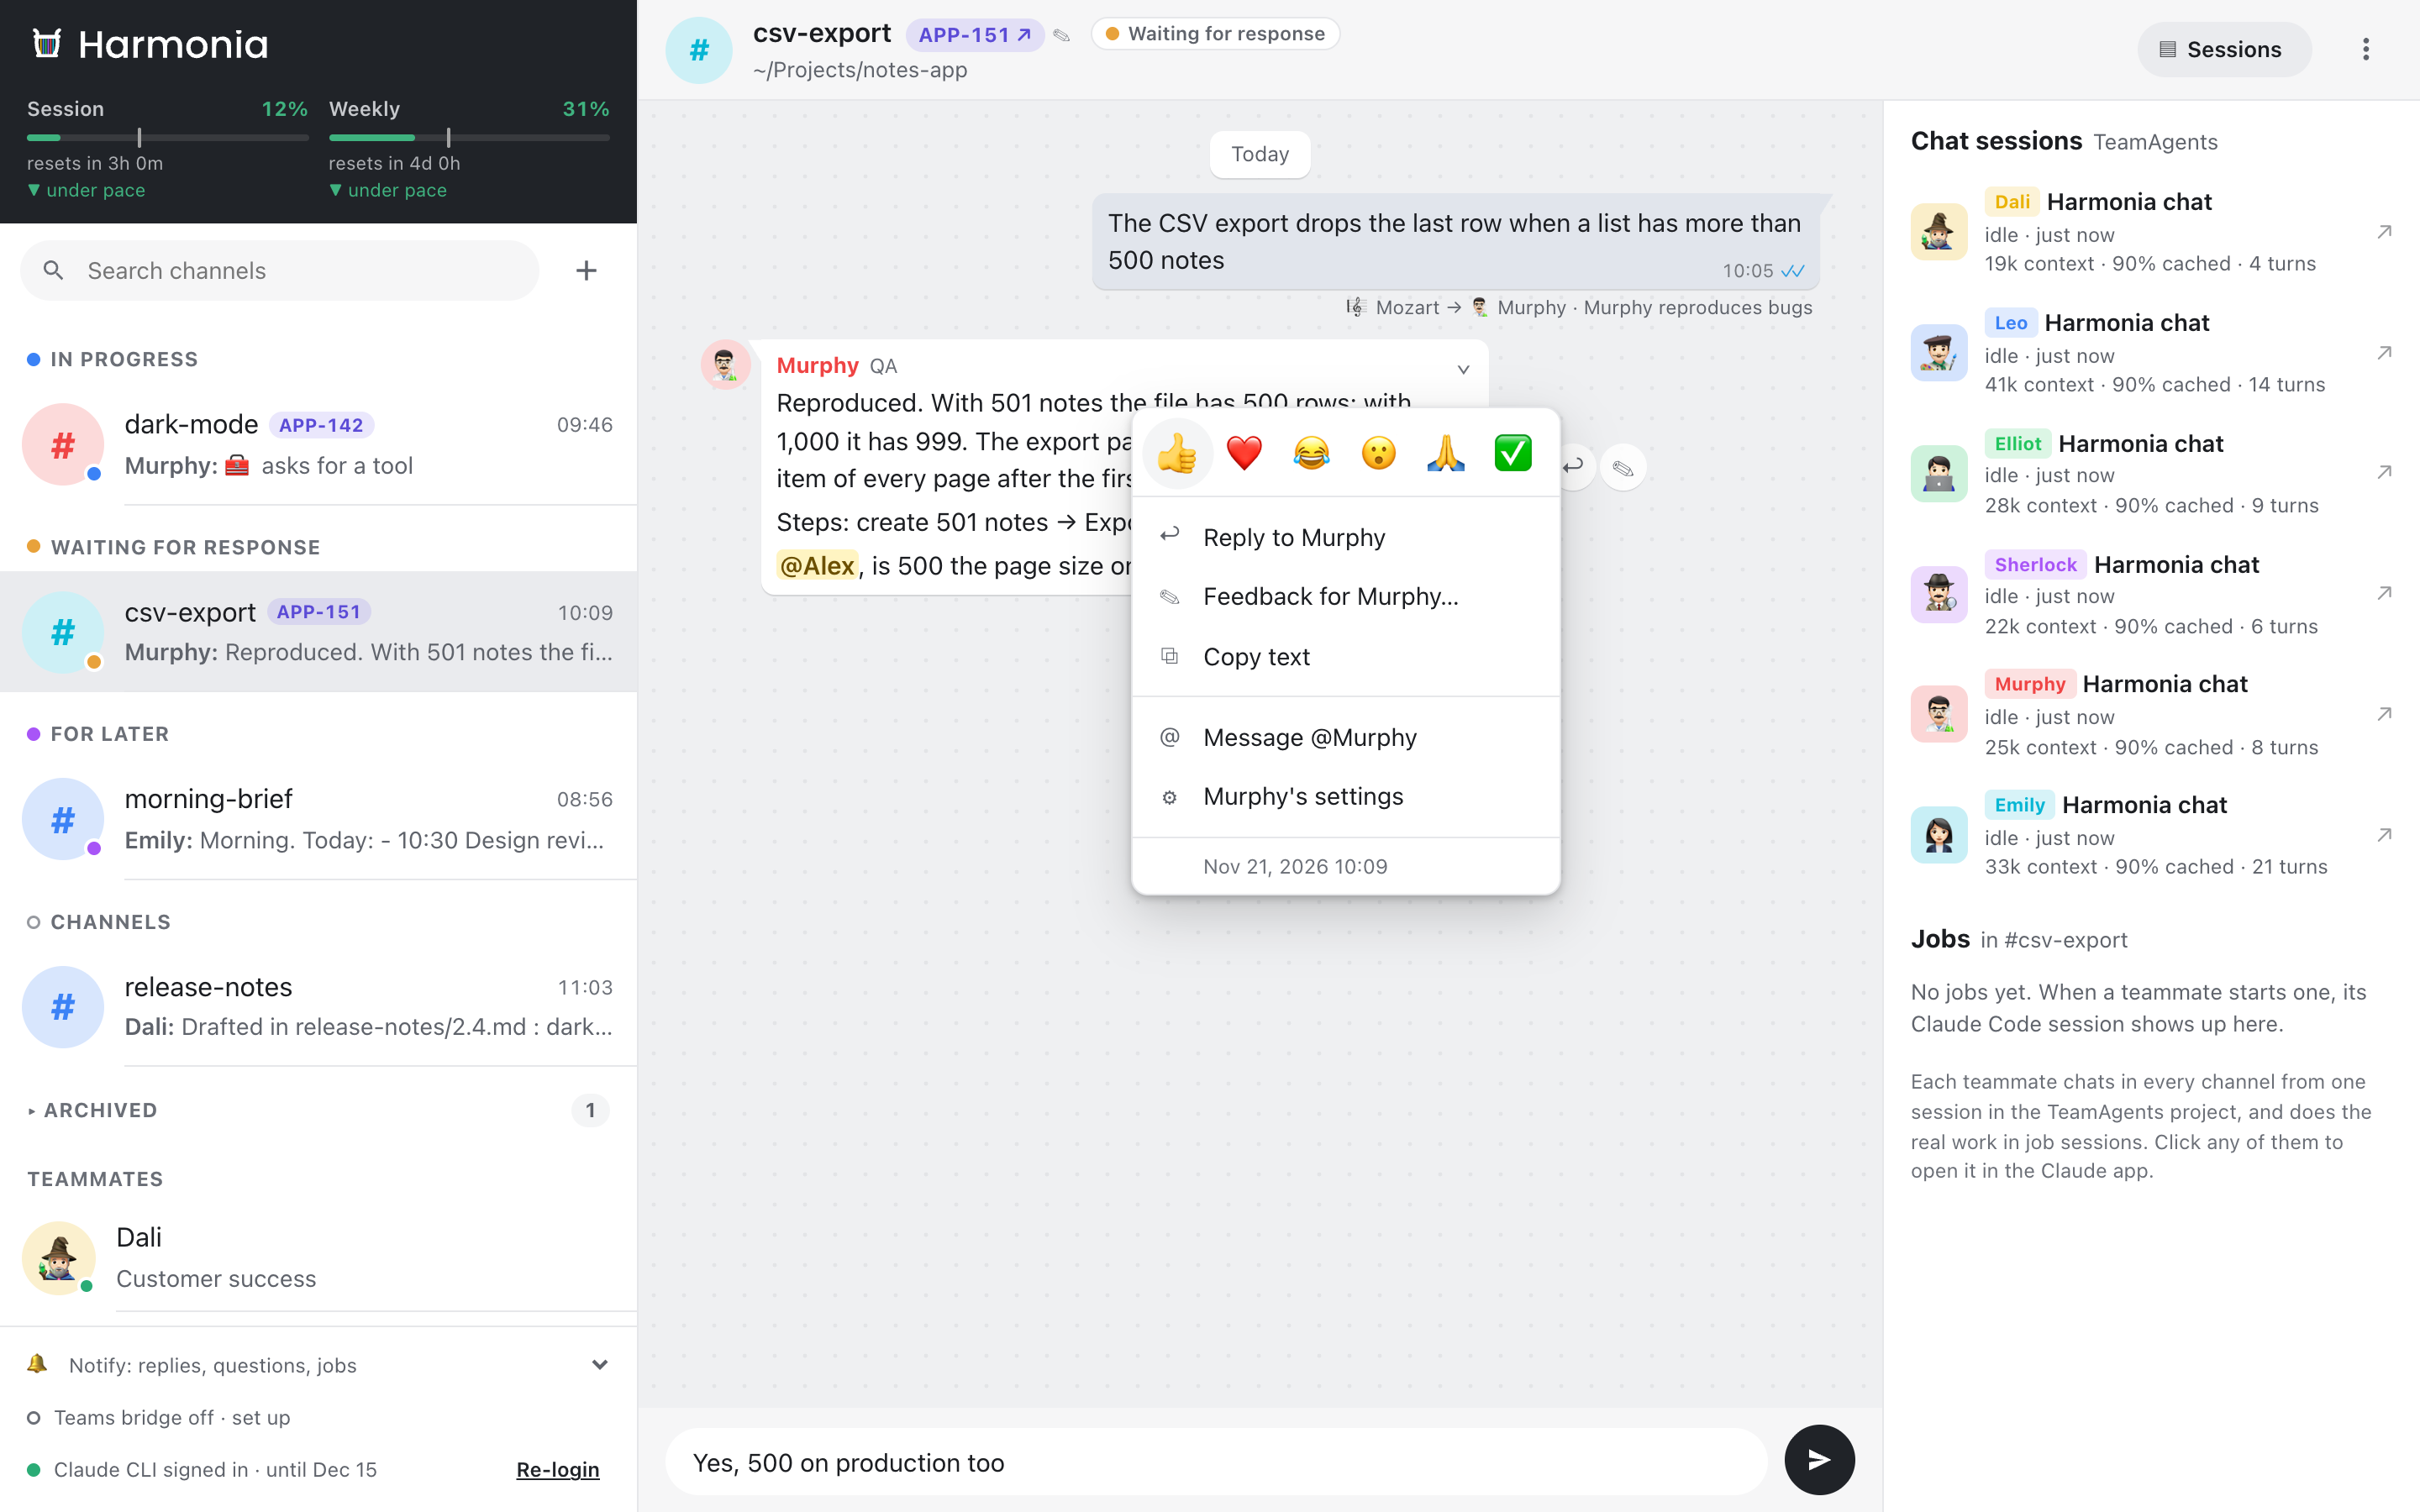 Harmonia
Session 12%
resets in 3h 0m
▼ under pace
Weekly 31%
resets in 4d 0h
▼ under pace
Search channels
IN PROGRESS
dark-mode APP-142 09:46
Murphy: 🧰 asks for a tool
WAITING FOR RESPONSE
csv-export APP-151 10:09
Murphy: Reproduced. With 501 notes the fi...
FOR LATER
morning-brief 08:56
Emily: Morning. Today: - 10:30 Design revi...
CHANNELS
release-notes 11:03
Dali: Drafted in release-notes/2.4.md : dark...
ARCHIVED 1
TEAMMATES
Dali
Customer success
Notify: replies, questions, jobs
Teams bridge off · set up
Claude CLI signed in · until Dec 15 Re-login
csv-export APP-151 ↗ Waiting for response
~/Projects/notes-app
Sessions
Today
The CSV export drops the last row when a list has more than
500 notes
10:05
Mozart → Murphy · Murphy reproduces bugs
Murphy QA
Reproduced. With 501 notes the file has 500 rows; with
1,000 it has 999. The export
item of every page after the
Steps: create 501 notes →
@Alex, is 500 the page size
👍 ❤️ 😂 😮 🙏 ✅
Reply to Murphy
Feedback for Murphy...
Copy text
@ Message @Murphy
Murphy's settings
Nov 21, 2026 10:09
Yes, 500 on production too
Chat sessions TeamAgents
Dali Harmonia chat
idle · just now
19k context · 90% cached · 4 turns
Leo Harmonia chat
idle · just now
41k context · 90% cached · 14 turns
Elliot Harmonia chat
idle · just now
28k context · 90% cached · 9 turns
Sherlock Harmonia chat
idle · just now
22k context · 90% cached · 6 turns
Murphy Harmonia chat
idle · just now
25k context · 90% cached · 8 turns
Emily Harmonia chat
idle · just now
33k context · 90% cached · 21 turns
Jobs in #csv-export
No jobs yet. When a teammate starts one, its
Claude Code session shows up here.
Each teammate chats in every channel from one
session in the TeamAgents project, and does the
real work in job sessions. Click any of them to
open it in the Claude app.